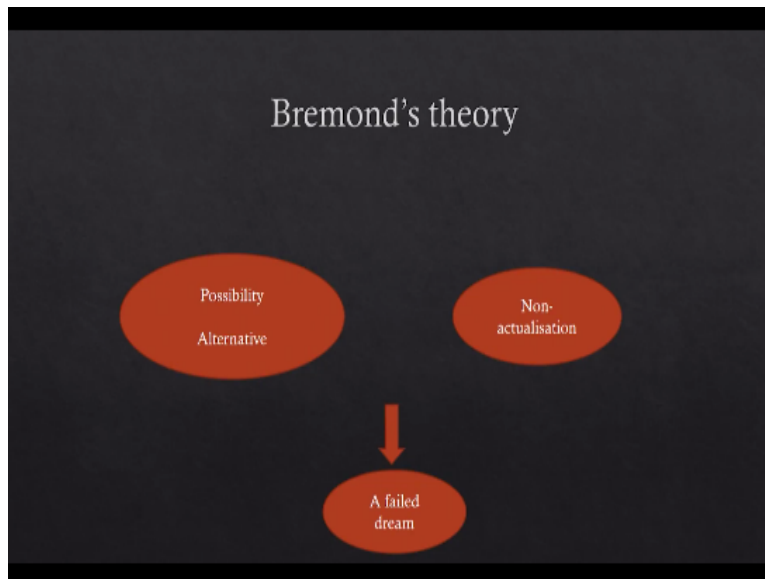 Bremond's theory
Possibility
Alternative
Non-
actualisation
A failed
dream